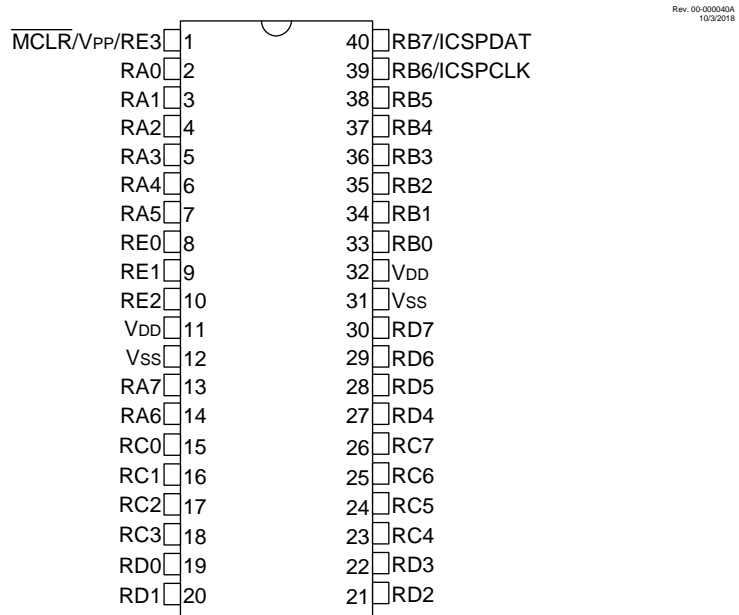 Rev. 00-000040A
10/3/2018
MCLR/VPP/RE3 1 40 RB7/ICSPDAT
RA0 2 39 RB6/ICSPCLK
RA1 3 38 RB5
RA2 4 37 RB4
RA3 5 36 RB3
RA4 6 35 RB2
RA5 7 34 RB1
RE0 8 33 RB0
RE1 9 32 VDD
RE2 10 31 VSS
VDD 11 30 RD7
VSS 12 29 RD6
RA7 13 28 RD5
RA6 14 27 RD4
RC0 15 26 RC7
RC1 16 25 RC6
RC2 17 24 RC5
RC3 18 23 RC4
RD0 19 22 RD3
RD1 20 21 RD2